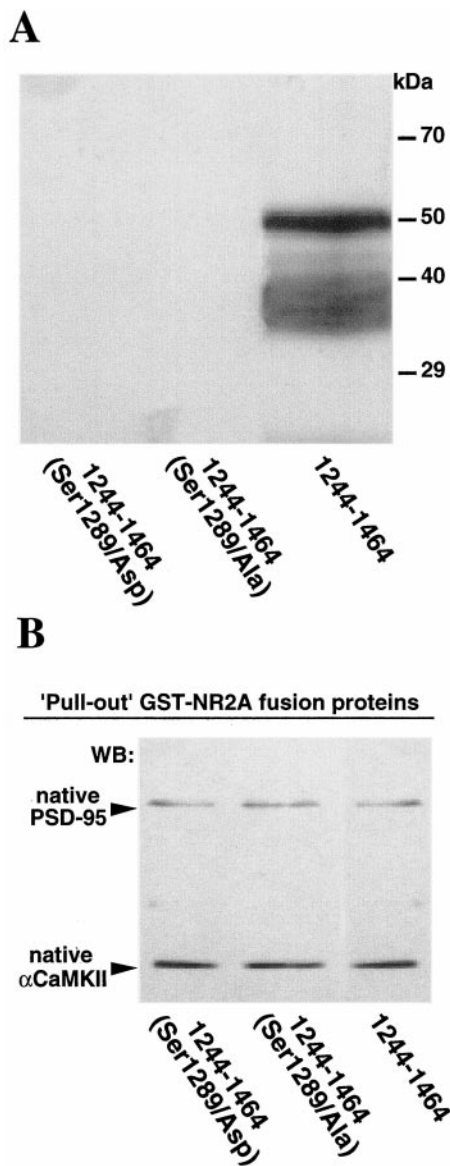 A
kDa
70
50
40
29
1244-1464
(Ser1289/Asp)
1244-1464
(Ser1289/Ala)
1244-1464
B
'Pull-out' GST-NR2A fusion proteins
WB:
native
PSD-95
native
αCaMKII
1244-1464
(Ser1289/Asp)
1244-1464
(Ser1289/Ala)
1244-1464